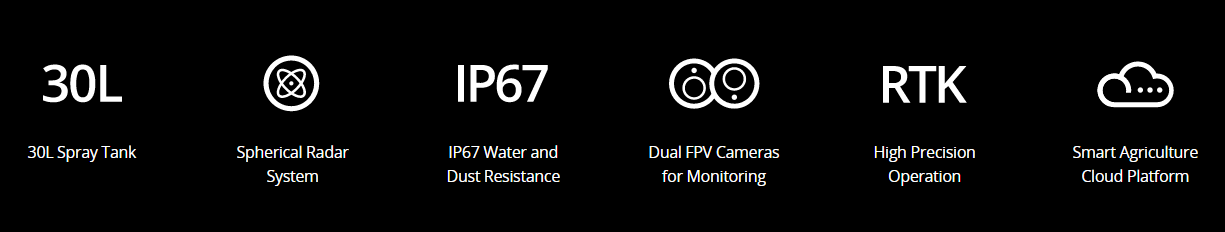 30L
IP67
RTK
30L Spray Tank
Spherical Radar
System
IP67 Water and
Dust Resistance
Dual FPV Cameras
for Monitoring
High Precision
Operation
Smart Agriculture
Cloud Platform